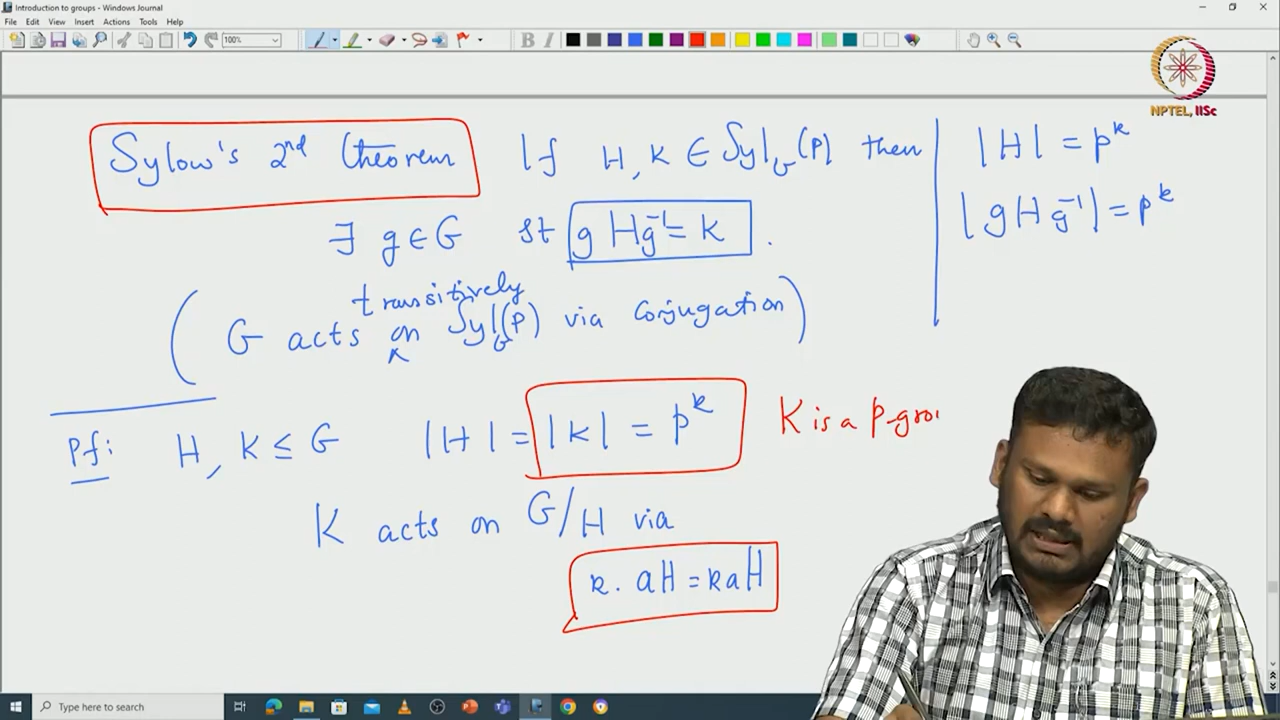 Introduction to groups - Windows Journal
File Edit View Insert Actions Tools Help
100%
B I
NPTEL, IISc
Sylow's 2nd theorem If H, K ∈ Syl_G(P) then
∃ g ∈ G st g H g⁻¹ = K .
|H| = p^k
|g H g⁻¹| = p^k
transitively
( G acts on Syl_G(P) via conjugation )
Pf: H, K ≤ G |H| = |K| = p^k K is a P-grou
K acts on G/H via
k. aH = kaH
Type here to search